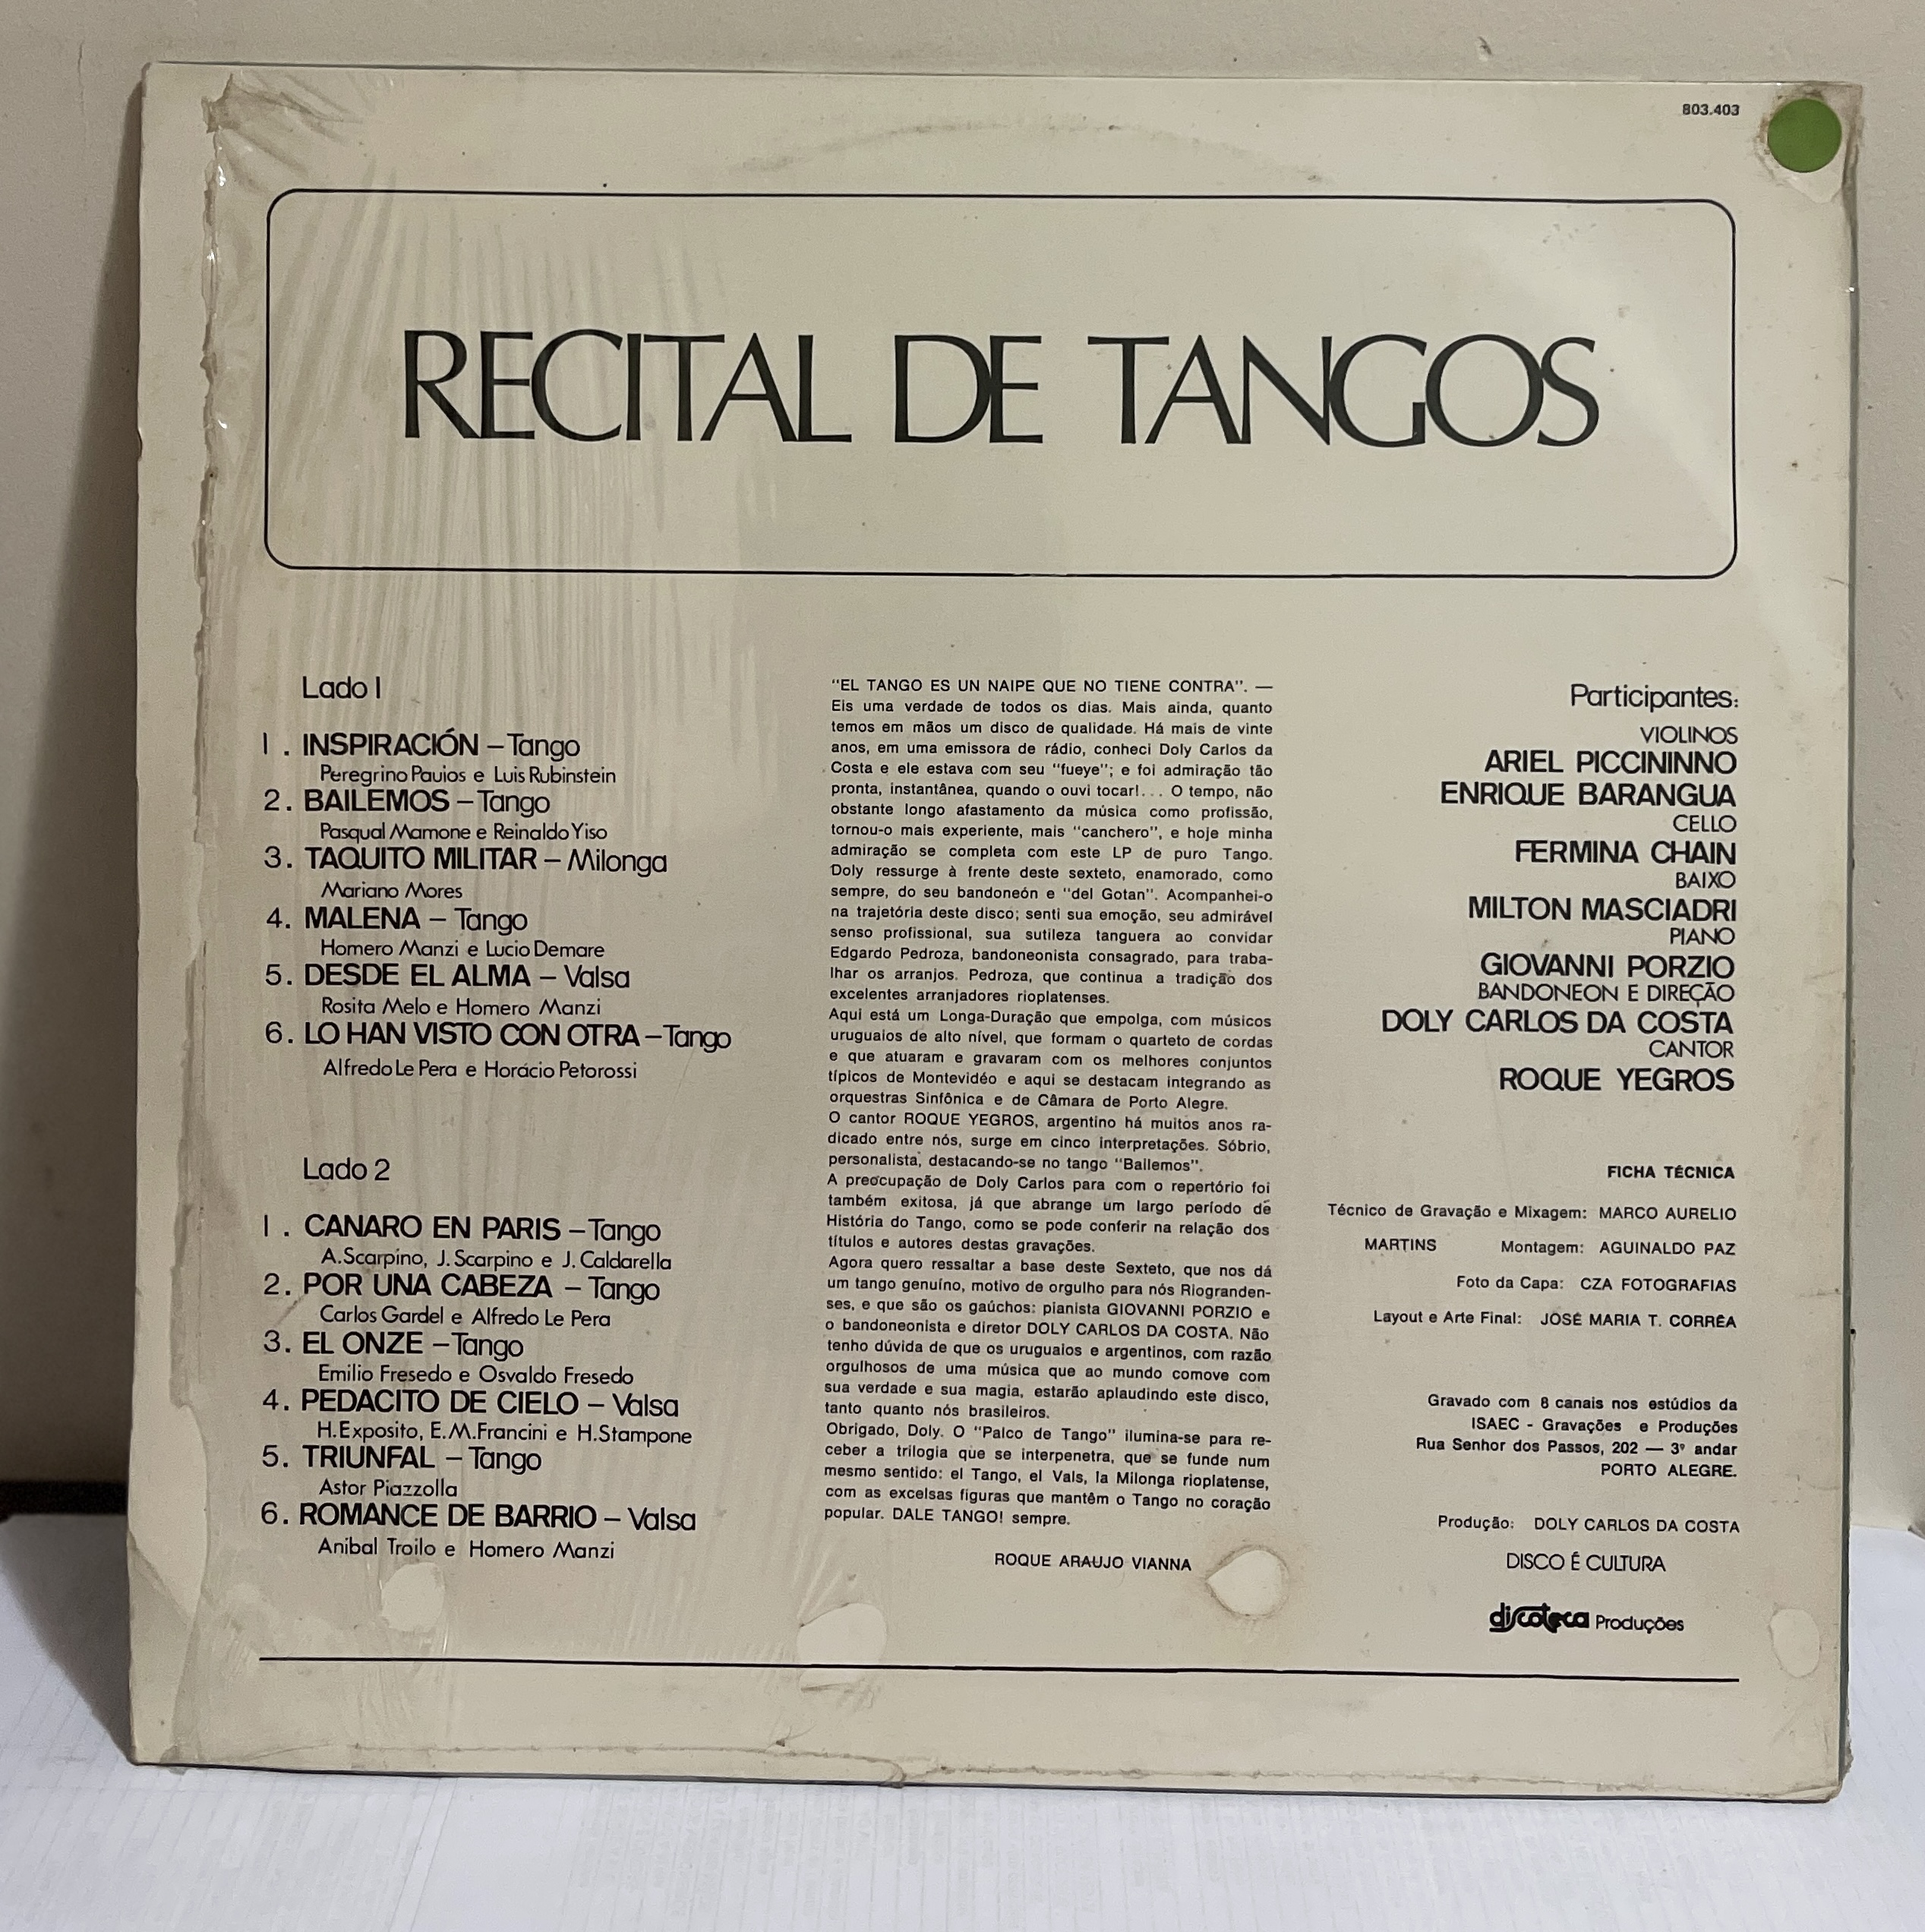 803.403
RECITAL DE TANGOS
Lado 1
1. INSPIRACIÓN – Tango
Peregrino Pauios e Luis Rubinstein
2. BAILEMOS – Tango
Pasqual Mamone e Reinaldo Yiso
3. TAQUITO MILITAR – Milonga
Mariano Mores
4. MALENA – Tango
Homero Manzi e Lucio Demare
5. DESDE EL ALMA – Valsa
Rosita Melo e Homero Manzi
6. LO HAN VISTO CON OTRA – Tango
Alfredo Le Pera e Horácio Petorossi
Lado 2
1. CANARO EN PARIS – Tango
A. Scarpino, J. Scarpino e J. Caldarella
2. POR UNA CABEZA – Tango
Carlos Gardel e Alfredo Le Pera
3. EL ONZE – Tango
Emilio Fresedo e Osvaldo Fresedo
4. PEDACITO DE CIELO – Valsa
H. Exposito, E.M. Francini e H. Stampone
5. TRIUNFAL – Tango
Astor Piazzolla
6. ROMANCE DE BARRIO – Valsa
Anibal Troilo e Homero Manzi
"EL TANGO ES UN NAIPE QUE NO TIENE CONTRA". —
Eis uma verdade de todos os dias. Mais ainda, quanto
temos em mãos um disco de qualidade. Há mais de vinte
anos, em uma emissora de rádio, conheci Doly Carlos da
Costa e ele estava com seu "fueye"; e foi admiração tão
pronta, instantânea, quando o ouvi tocar!... O tempo, não
obstante longo afastamento da música como profissão,
tornou-o mais experiente, mais "canchero", e hoje minha
admiração se completa com este LP de puro Tango.
Doly ressurge à frente deste sexteto, enamorado, como
sempre, do seu bandoneón e "del Gotan". Acompanhei-o
na trajetória deste disco; senti sua emoção, seu admirável
senso profissional, sua sutileza tanguera ao convidar
Edgardo Pedroza, bandoneonista consagrado, para traba-
lhar os arranjos. Pedroza, que continua a tradição dos
excelentes arranjadores rioplatenses.
Aqui está um Longa-Duração que empolga, com músicos
uruguaios de alto nível, que formam o quarteto de cordas
e que atuaram e gravaram com os melhores conjuntos
típicos de Montevidéo e aqui se destacam integrando as
orquestras Sinfônica e de Câmara de Porto Alegre.
O cantor ROQUE YEGROS, argentino há muitos anos ra-
dicado entre nós, surge em cinco interpretações. Sóbrio,
personalista, destacando-se no tango "Bailemos".
A preocupação de Doly Carlos para com o repertório foi
também exitosa, já que abrange um largo período de
História do Tango, como se pode conferir na relação dos
títulos e autores destas gravações.
Agora quero ressaltar a base deste Sexteto, que nos dá
um tango genuíno, motivo de orgulho para nós Riogranden-
ses, e que são os gaúchos: pianista GIOVANNI PORZIO e
o bandoneonista e diretor DOLY CARLOS DA COSTA. Não
tenho dúvida de que os uruguaios e argentinos, com razão
orgulhosos de uma música que ao mundo comove com
sua verdade e sua magia, estarão aplaudindo este disco,
tanto quanto nós brasileiros.
Obrigado, Doly. O "Palco de Tango" ilumina-se para re-
ceber a trilogia que se interpenetra, que se funde num
mesmo sentido: el Tango, el Vals, la Milonga rioplatense,
com as excelsas figuras que mantêm o Tango no coração
popular. DALE TANGO! sempre.
ROQUE ARAUJO VIANNA
Participantes:
VIOLINOS
ARIEL PICCININNO
ENRIQUE BARANGUA
CELLO
FERMINA CHAIN
BAIXO
MILTON MASCIADRI
PIANO
GIOVANNI PORZIO
BANDONEON E DIREÇÃO
DOLY CARLOS DA COSTA
CANTOR
ROQUE YEGROS
FICHA TÉCNICA
Técnico de Gravação e Mixagem: MARCO AURELIO
MARTINS Montagem: AGUINALDO PAZ
Foto da Capa: CZA FOTOGRAFIAS
Layout e Arte Final: JOSÉ MARIA T. CORRÊA
Gravado com 8 canais nos estúdios da
ISAEC - Gravações e Produções
Rua Senhor dos Passos, 202 — 3º andar
PORTO ALEGRE.
Produção: DOLY CARLOS DA COSTA
DISCO É CULTURA
discoteca Produções